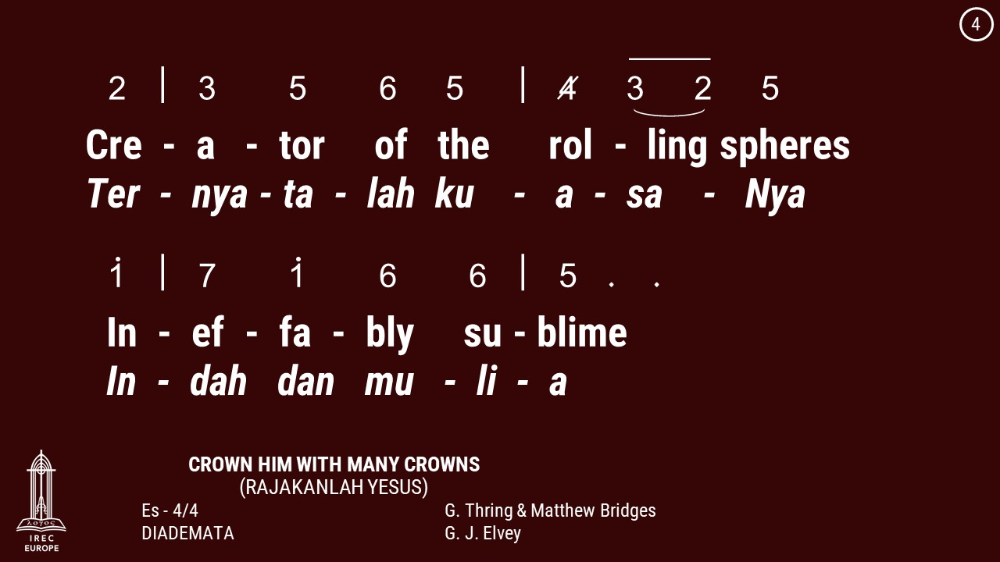 4
2 | 3 5 6 5 | 4̸ 3 2 5
Cre - a - tor of the rol - ling spheres
Ter - nya - ta - lah ku - a - sa - Nya
1̇ | 7 1̇ 6 6 | 5 . .
In - ef - fa - bly su - blime
In - dah dan mu - li - a
CROWN HIM WITH MANY CROWNS
(RAJAKANLAH YESUS)
Es - 4/4 G. Thring & Matthew Bridges
DIADEMATA G. J. Elvey
λογος
IREC
EUROPE